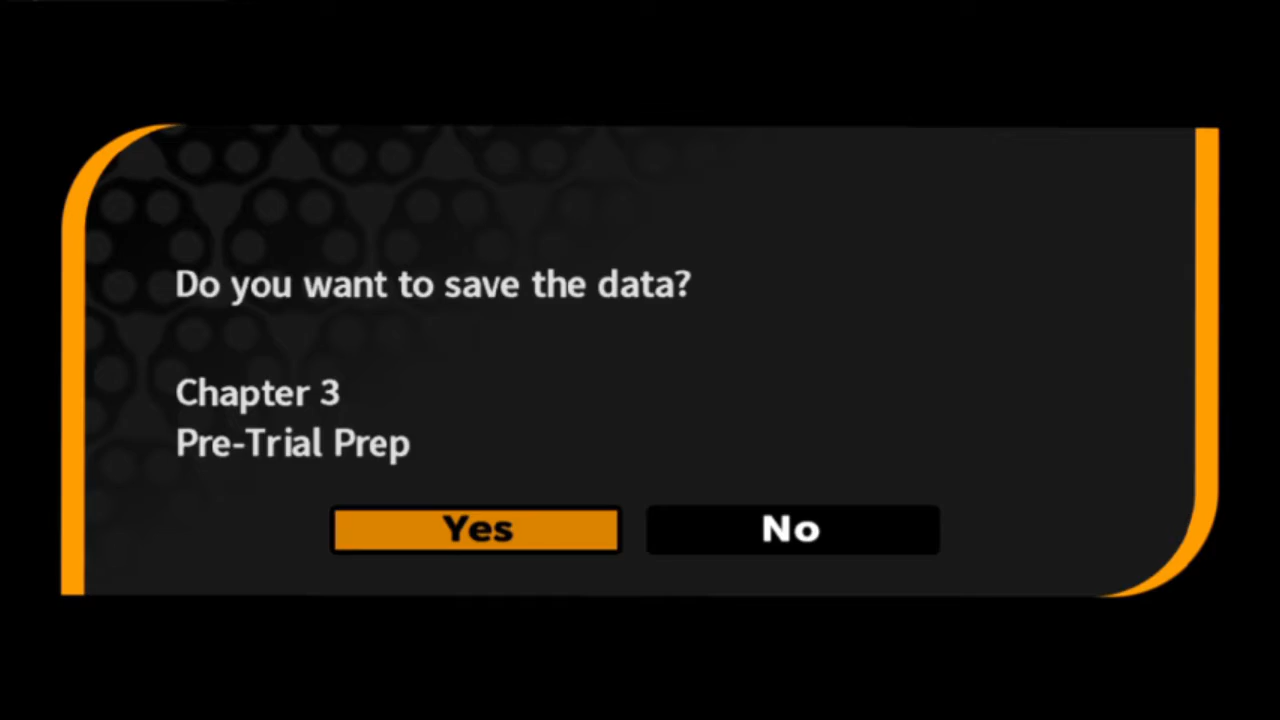 Do you want to save the data?
Chapter 3
Pre-Trial Prep
Yes
No